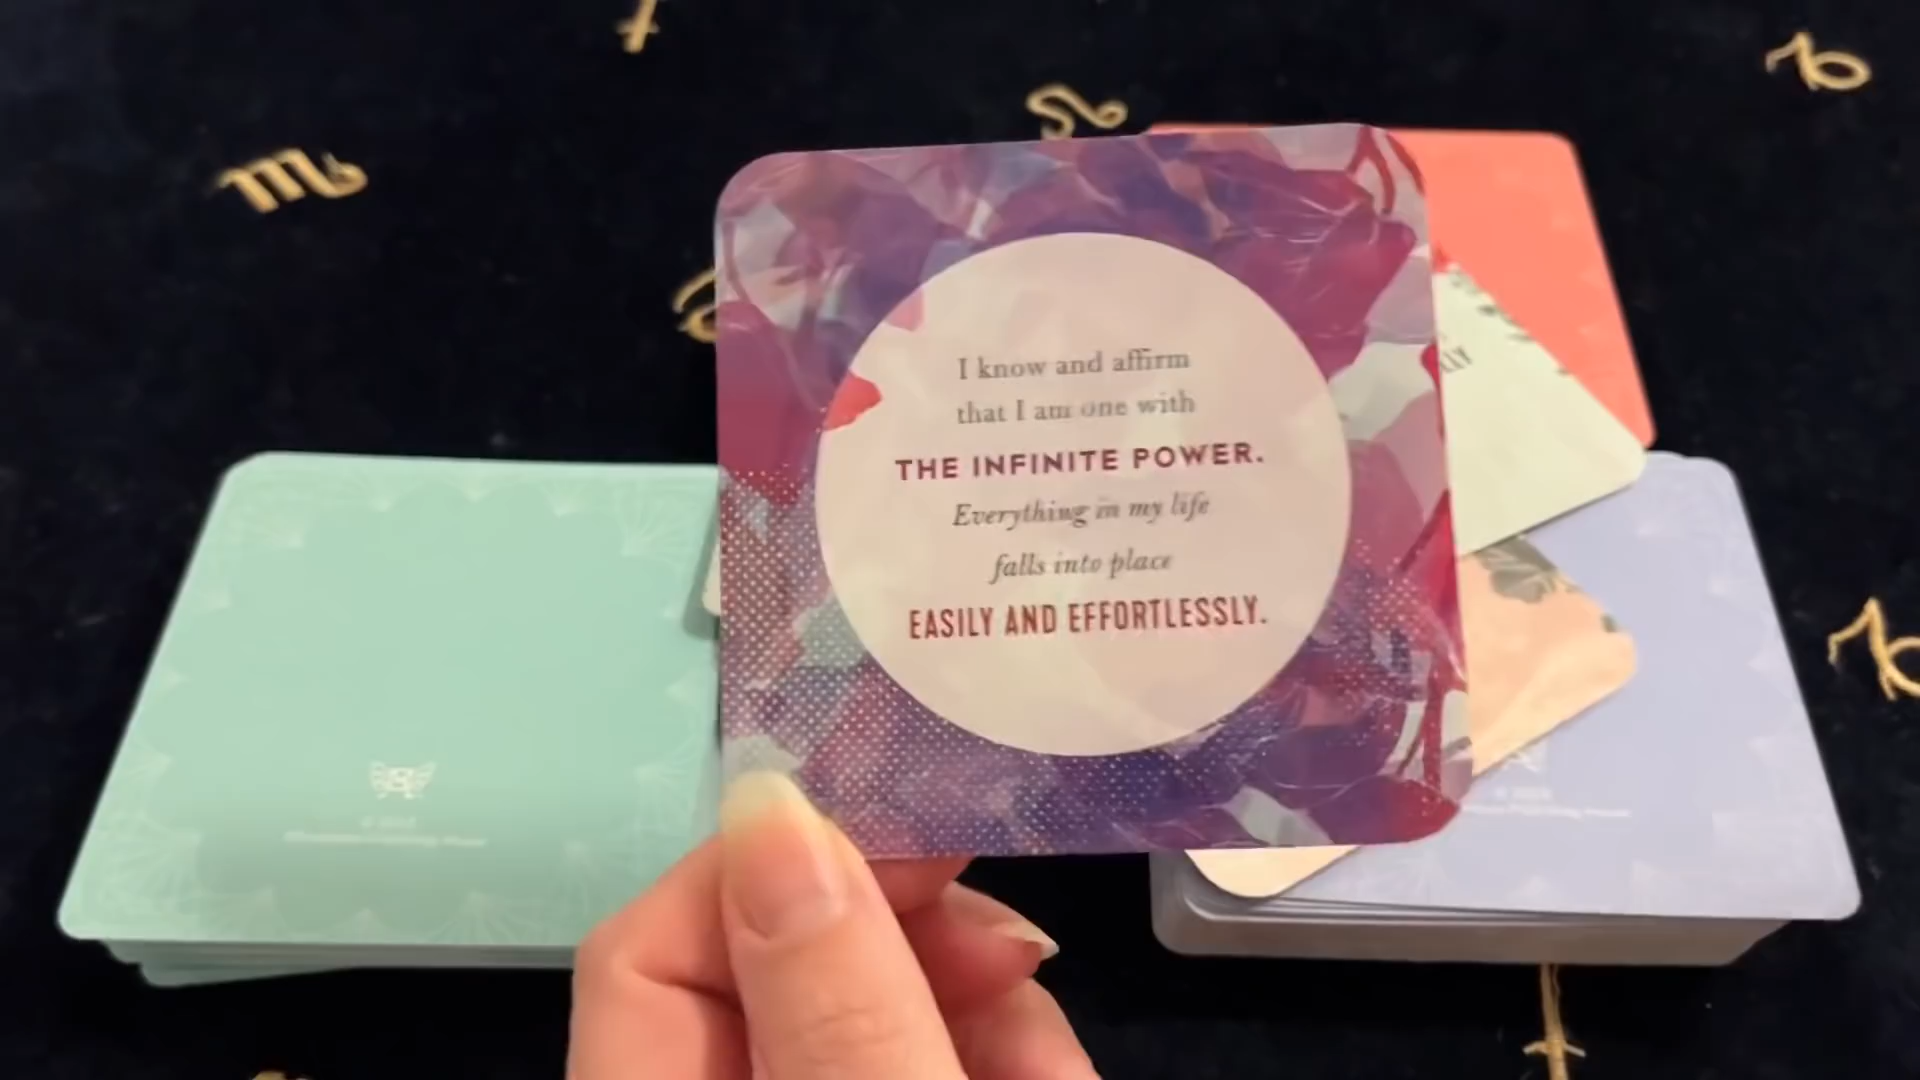 I know and affirm
that I am one with
THE INFINITE POWER.
Everything in my life
falls into place
EASILY AND EFFORTLESSLY.